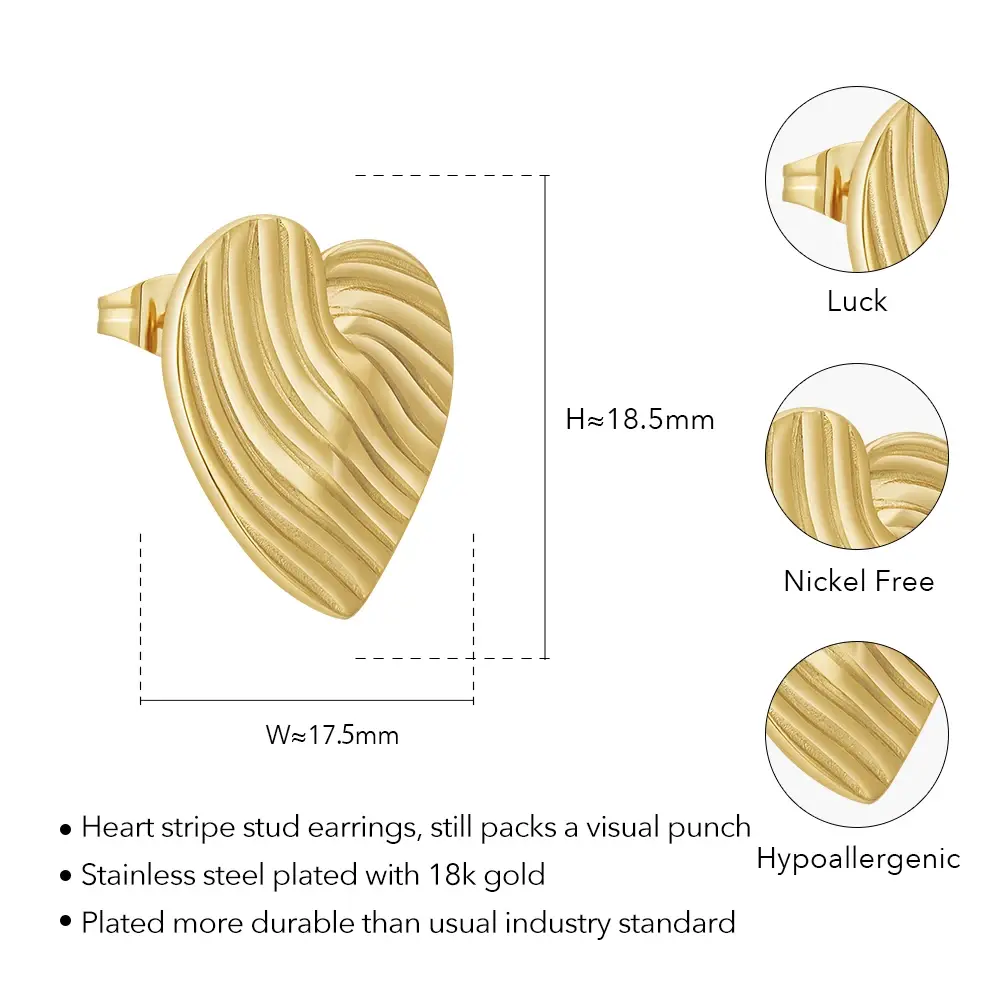 Luck
H≈18.5mm
Nickel Free
W≈17.5mm
• Heart stripe stud earrings, still packs a visual punch
Hypoallergenic
• Stainless steel plated with 18k gold
• Plated more durable than usual industry standard